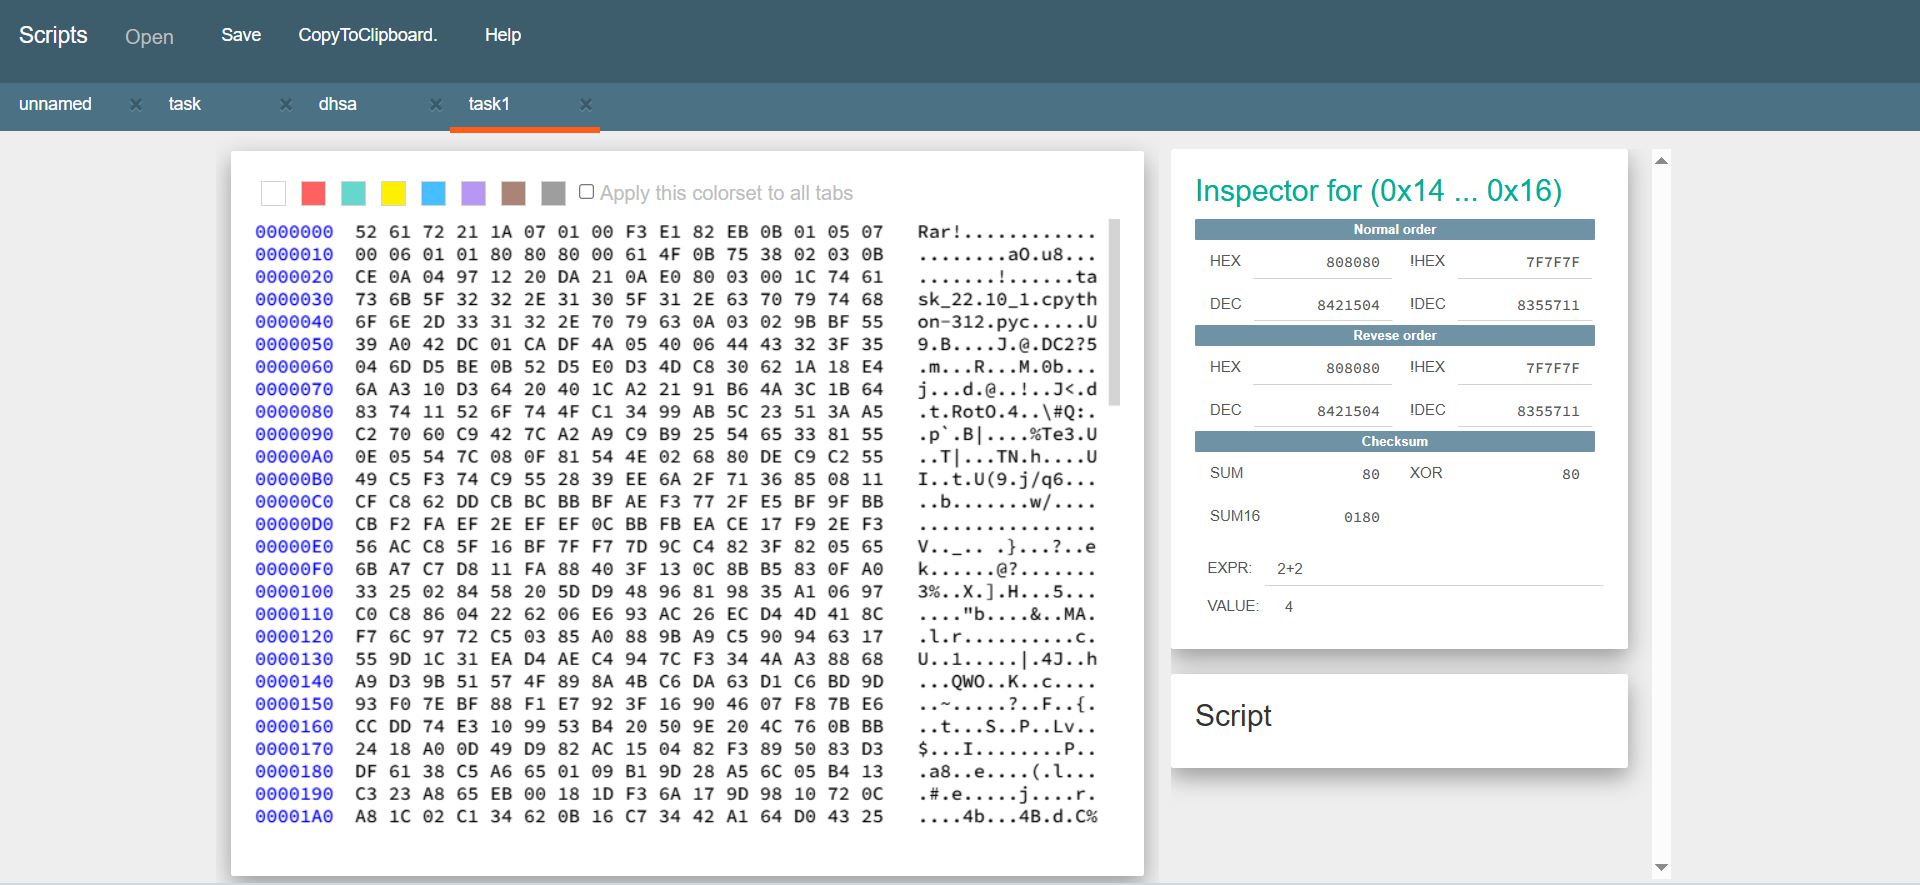 Scripts Open Save CopyToClipboard. Help
unnamed × task × dhsa × task1 ×
Apply this colorset to all tabs
0000000 52 61 72 21 1A 07 01 00 F3 E1 82 EB 0B 01 05 07 Rar!............
0000010 00 06 01 01 80 80 80 00 61 4F 0B 75 38 02 03 0B ........aO.u8...
0000020 CE 0A 04 97 12 20 DA 21 0A E0 80 03 00 1C 74 61 .......!......ta
0000030 73 6B 5F 32 32 2E 31 30 5F 31 2E 63 70 79 74 68 sk_22.10_1.cpyth
0000040 6F 6E 2D 33 31 32 2E 70 79 63 0A 03 02 9B BF 55 on-312.pyc.....U
0000050 39 A0 42 DC 01 CA DF 4A 05 40 06 44 43 32 3F 35 9.B....J.@.DC2?5
0000060 04 6D D5 BE 0B 52 D5 E0 D3 4D C8 30 62 1A 18 E4 .m...R...M.0b...
0000070 6A A3 10 D3 64 20 40 1C A2 21 91 B6 4A 3C 1B 64 j...d.@..!..J<.d
0000080 83 74 11 52 6F 74 4F C1 34 99 AB 5C 23 51 3A A5 .t.RotO.4..\#Q:.
0000090 C2 70 60 C9 42 7C A2 A9 C9 B9 25 54 65 33 81 55 .p`.B|....%Te3.U
00000A0 0E 05 54 7C 08 0F 81 54 4E 02 68 80 DE C9 C2 55 ..T|...TN.h....U
00000B0 49 C5 F3 74 C9 55 28 39 EE 6A 2F 71 36 85 08 11 I..t.U(9.j/q6...
00000C0 CF C8 62 DD CB BC BB BF AE F3 77 2F E5 BF 9F BB ..b.......w/....
00000D0 CB F2 FA EF 2E EF EF 0C BB FB EA CE 17 F9 2E F3 ................
00000E0 56 AC C8 5F 16 BF 7F F7 7D 9C C4 82 3F 82 05 65 V.._.. .}...?..e
00000F0 6B A7 C7 D8 11 FA 88 40 3F 13 0C 8B B5 83 0F A0 k......@?.......
0000100 33 25 02 84 58 20 5D D9 48 96 81 98 35 A1 06 97 3%..X.].H...5...
0000110 C0 C8 86 04 22 62 06 E6 93 AC 26 EC D4 4D 41 8C ...."b....&..MA.
0000120 F7 6C 97 72 C5 03 85 A0 88 9B A9 C5 90 94 63 17 .l.r..........c.
0000130 55 9D 1C 31 EA D4 AE C4 94 7C F3 34 4A A3 88 68 U..1.....|.4J..h
0000140 A9 D3 9B 51 57 4F 89 8A 4B C6 DA 63 D1 C6 BD 9D ...QWO..K..c....
0000150 93 F0 7E BF 88 F1 E7 92 3F 16 90 46 07 F8 7B E6 ..~.....?..F..{.
0000160 CC DD 74 E3 10 99 53 B4 20 50 9E 20 4C 76 0B BB ..t...S..P..Lv..
0000170 24 18 A0 0D 49 D9 82 AC 15 04 82 F3 89 50 83 D3 $...I........P..
0000180 DF 61 38 C5 A6 65 01 09 B1 9D 28 A5 6C 05 B4 13 .a8..e....(.l...
0000190 C3 23 A8 65 EB 00 18 1D F3 6A 17 9D 98 10 72 0C .#.e.....j....r.
00001A0 A8 1C 02 C1 34 62 0B 16 C7 34 42 A1 64 D0 43 25 ....4b...4B.d.C%
Inspector for (0x14 ... 0x16)
Normal order
HEX 808080 !HEX 7F7F7F
DEC 8421504 !DEC 8355711
Revese order
HEX 808080 !HEX 7F7F7F
DEC 8421504 !DEC 8355711
Checksum
SUM 80 XOR 80
SUM16 0180
EXPR: 2+2
VALUE: 4
Script